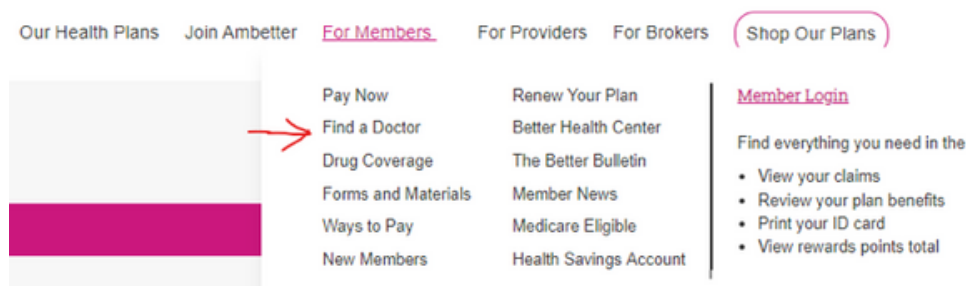 Our Health Plans Join Ambetter For Members For Providers For Brokers Shop Our Plans
Pay Now
Find a Doctor
Drug Coverage
Forms and Materials
Ways to Pay
New Members
Renew Your Plan
Better Health Center
The Better Bulletin
Member News
Medicare Eligible
Health Savings Account
Member Login
Find everything you need in the
• View your claims
• Review your plan benefits
• Print your ID card
• View rewards points total